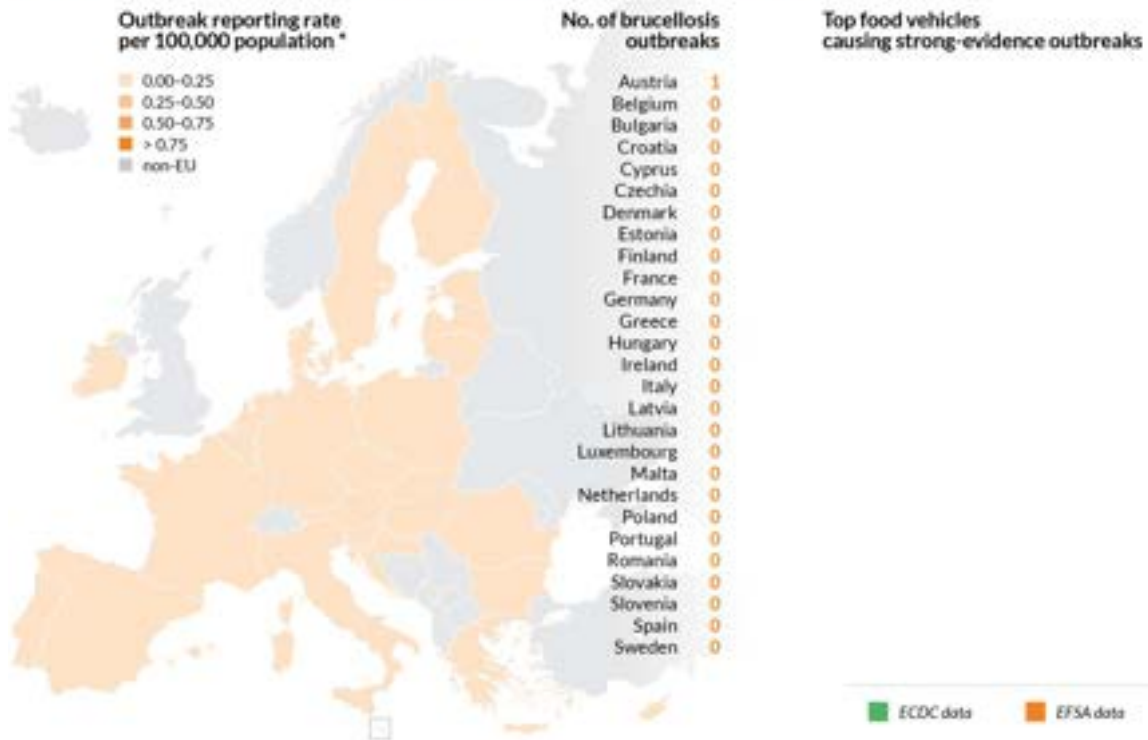 Outbreak reporting rate
per 100,000 population *
0.00–0.25
0.25–0.50
0.50–0.75
> 0.75
non-EU
No. of brucellosis
outbreaks
Austria 1
Belgium 0
Bulgaria 0
Croatia 0
Cyprus 0
Czechia 0
Denmark 0
Estonia 0
Finland 0
France 0
Germany 0
Greece 0
Hungary 0
Ireland 0
Italy 0
Latvia 0
Lithuania 0
Luxembourg 0
Malta 0
Netherlands 0
Poland 0
Portugal 0
Romania 0
Slovakia 0
Slovenia 0
Spain 0
Sweden 0
Top food vehicles
causing strong-evidence outbreaks
ECDC data
EFSA data